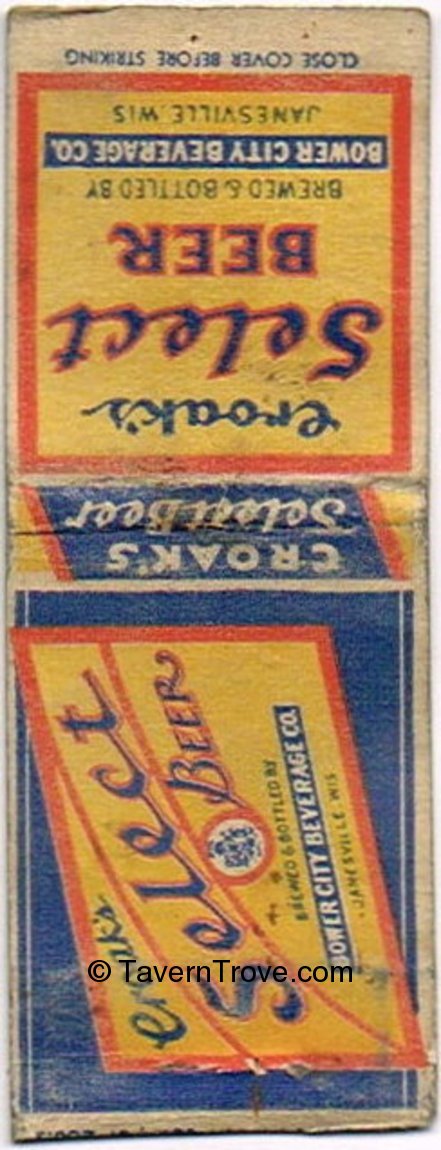 CLOSE COVER BEFORE STRIKING
Croak's
Select
BEER
BREWED & BOTTLED BY
BOWER CITY BEVERAGE CO.
JANESVILLE, WIS
CROAK'S
Select Beer
Croak's
Select
BEER
BREWED & BOTTLED BY
BOWER CITY BEVERAGE CO.
JANESVILLE WIS
© TavernTrove.com